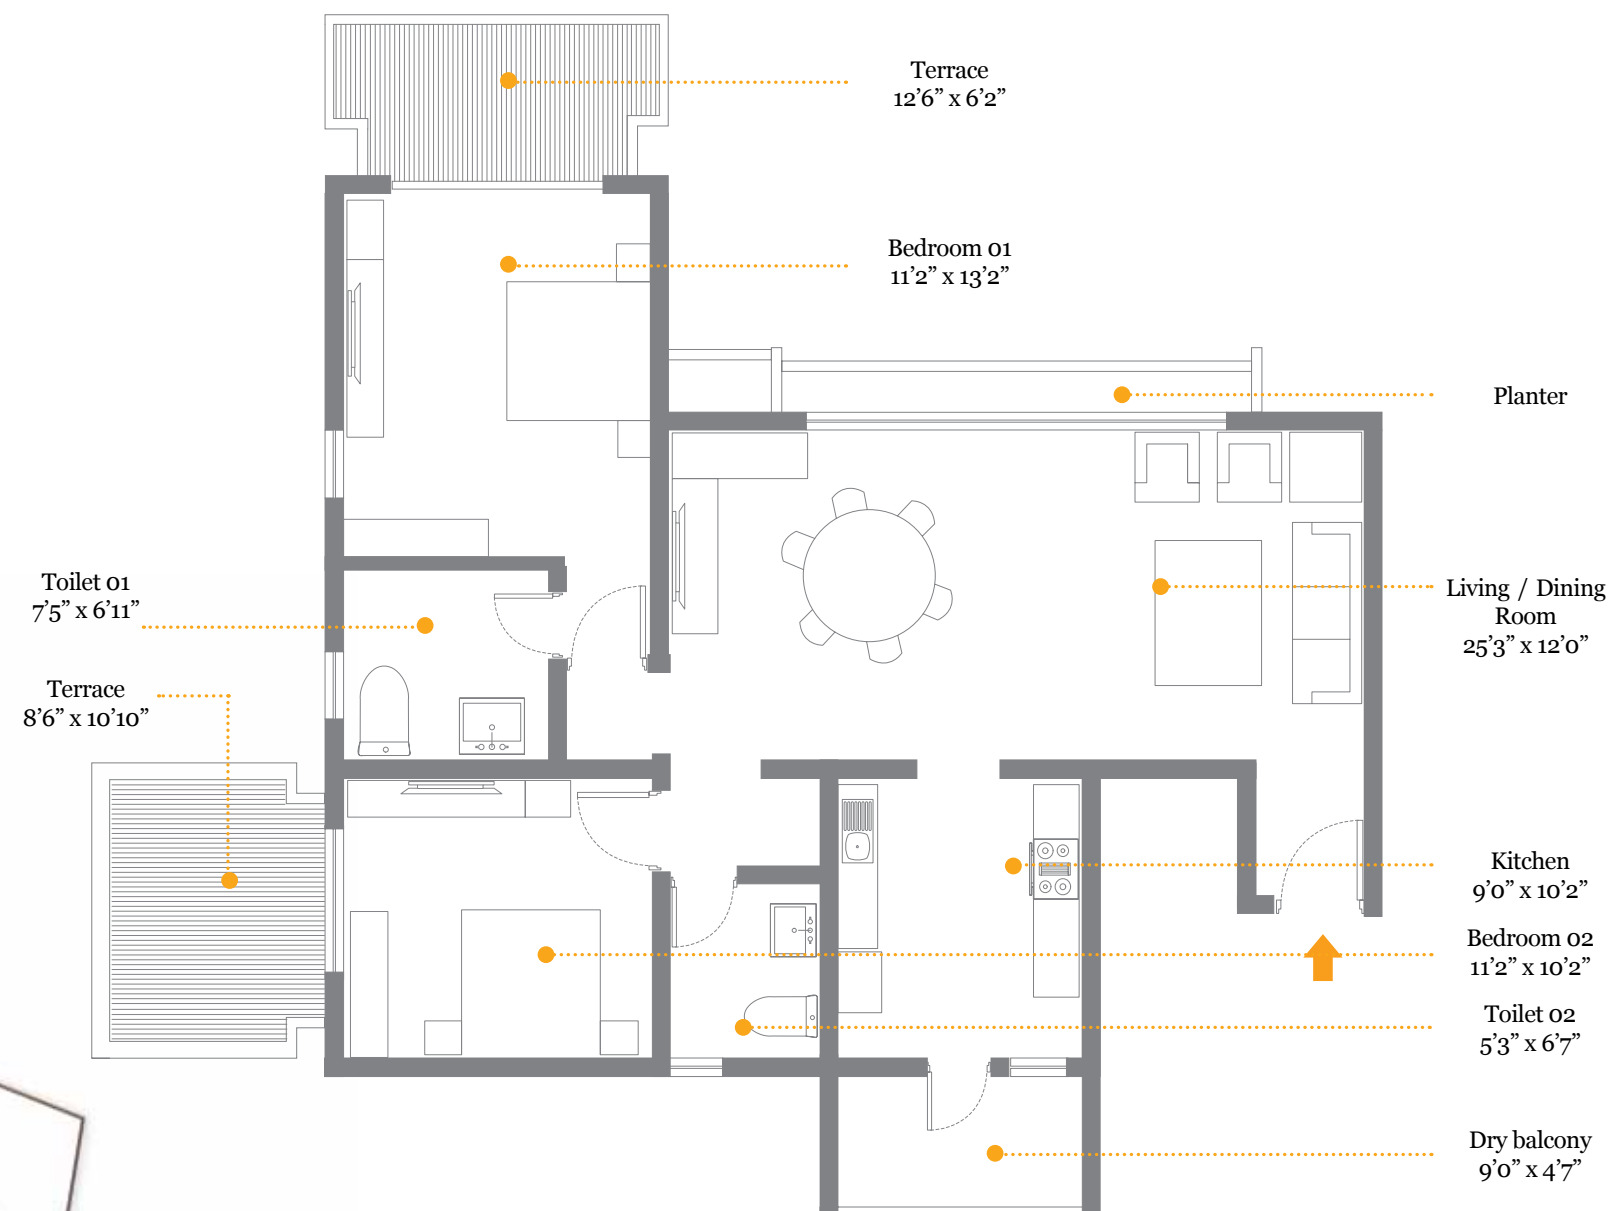 Terrace
12’6” x 6’2”
Bedroom 01
11’2” x 13’2”
Planter
Toilet 01
7’5” x 6’11”
Living / Dining
Room
25’3” x 12’0”
Terrace
8’6” x 10’10”
Kitchen
9’0” x 10’2”
Bedroom 02
11’2” x 10’2”
Toilet 02
5’3” x 6’7”
Dry balcony
9’0” x 4’7”